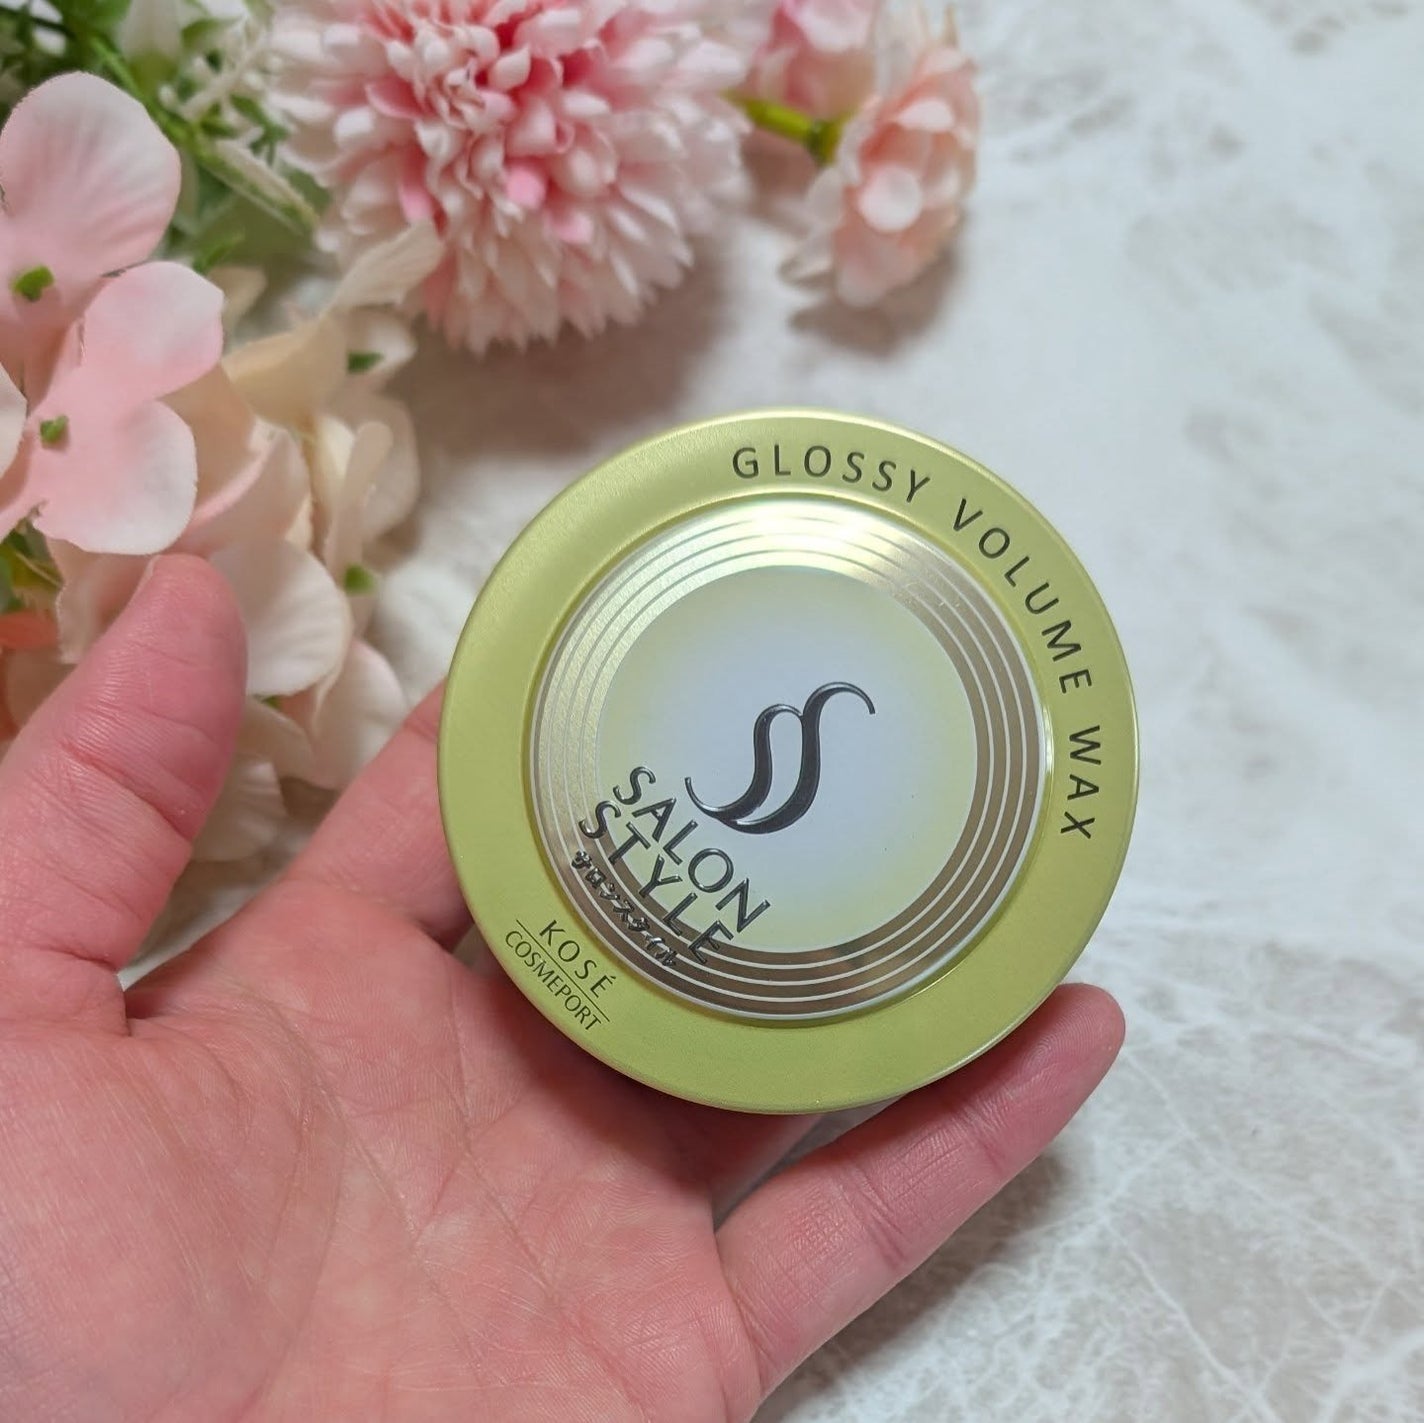 GLOSSY VOLUME WAX
SALON
STYLE
サロンスタイル
KOSÉ
COSMEPORT